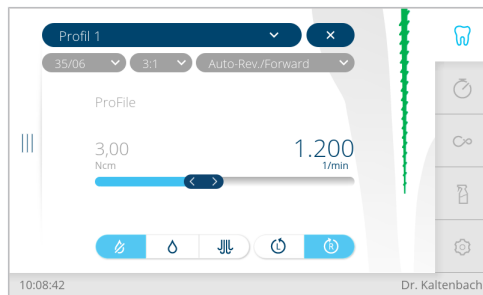 Profil 1
35/06 3:1 Auto-Rev./Forward
ProFile
3,00 1.200
Ncm 1/min
L R
10:08:42 Dr. Kaltenbach